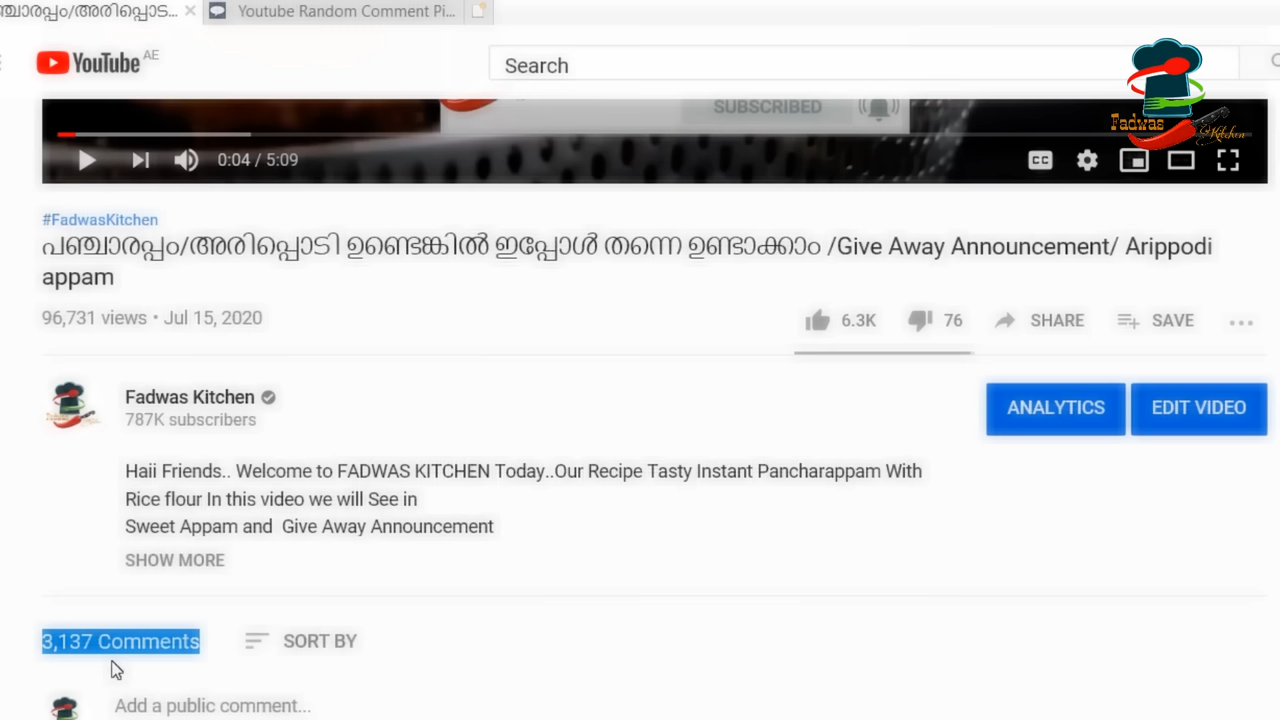 ഞ്ചാരപ്പം/അരിപ്പൊട... ×
Youtube Random Comment Pi...
YouTube AE
Search
Fadwas Kitchen
SUBSCRIBED
0:04 / 5:09
CC
#FadwasKitchen
പഞ്ചാരപ്പം/അരിപ്പൊടി ഉണ്ടെങ്കിൽ ഇപ്പോൾ തന്നെ ഉണ്ടാക്കാം /Give Away Announcement/ Arippodi
appam
96,731 views • Jul 15, 2020
6.3K 76 SHARE SAVE
Fadwas Kitchen
787K subscribers
ANALYTICS EDIT VIDEO
Haii Friends.. Welcome to FADWAS KITCHEN Today..Our Recipe Tasty Instant Pancharappam With
Rice flour In this video we will See in
Sweet Appam and Give Away Announcement
SHOW MORE
3,137 Comments SORT BY
Add a public comment...